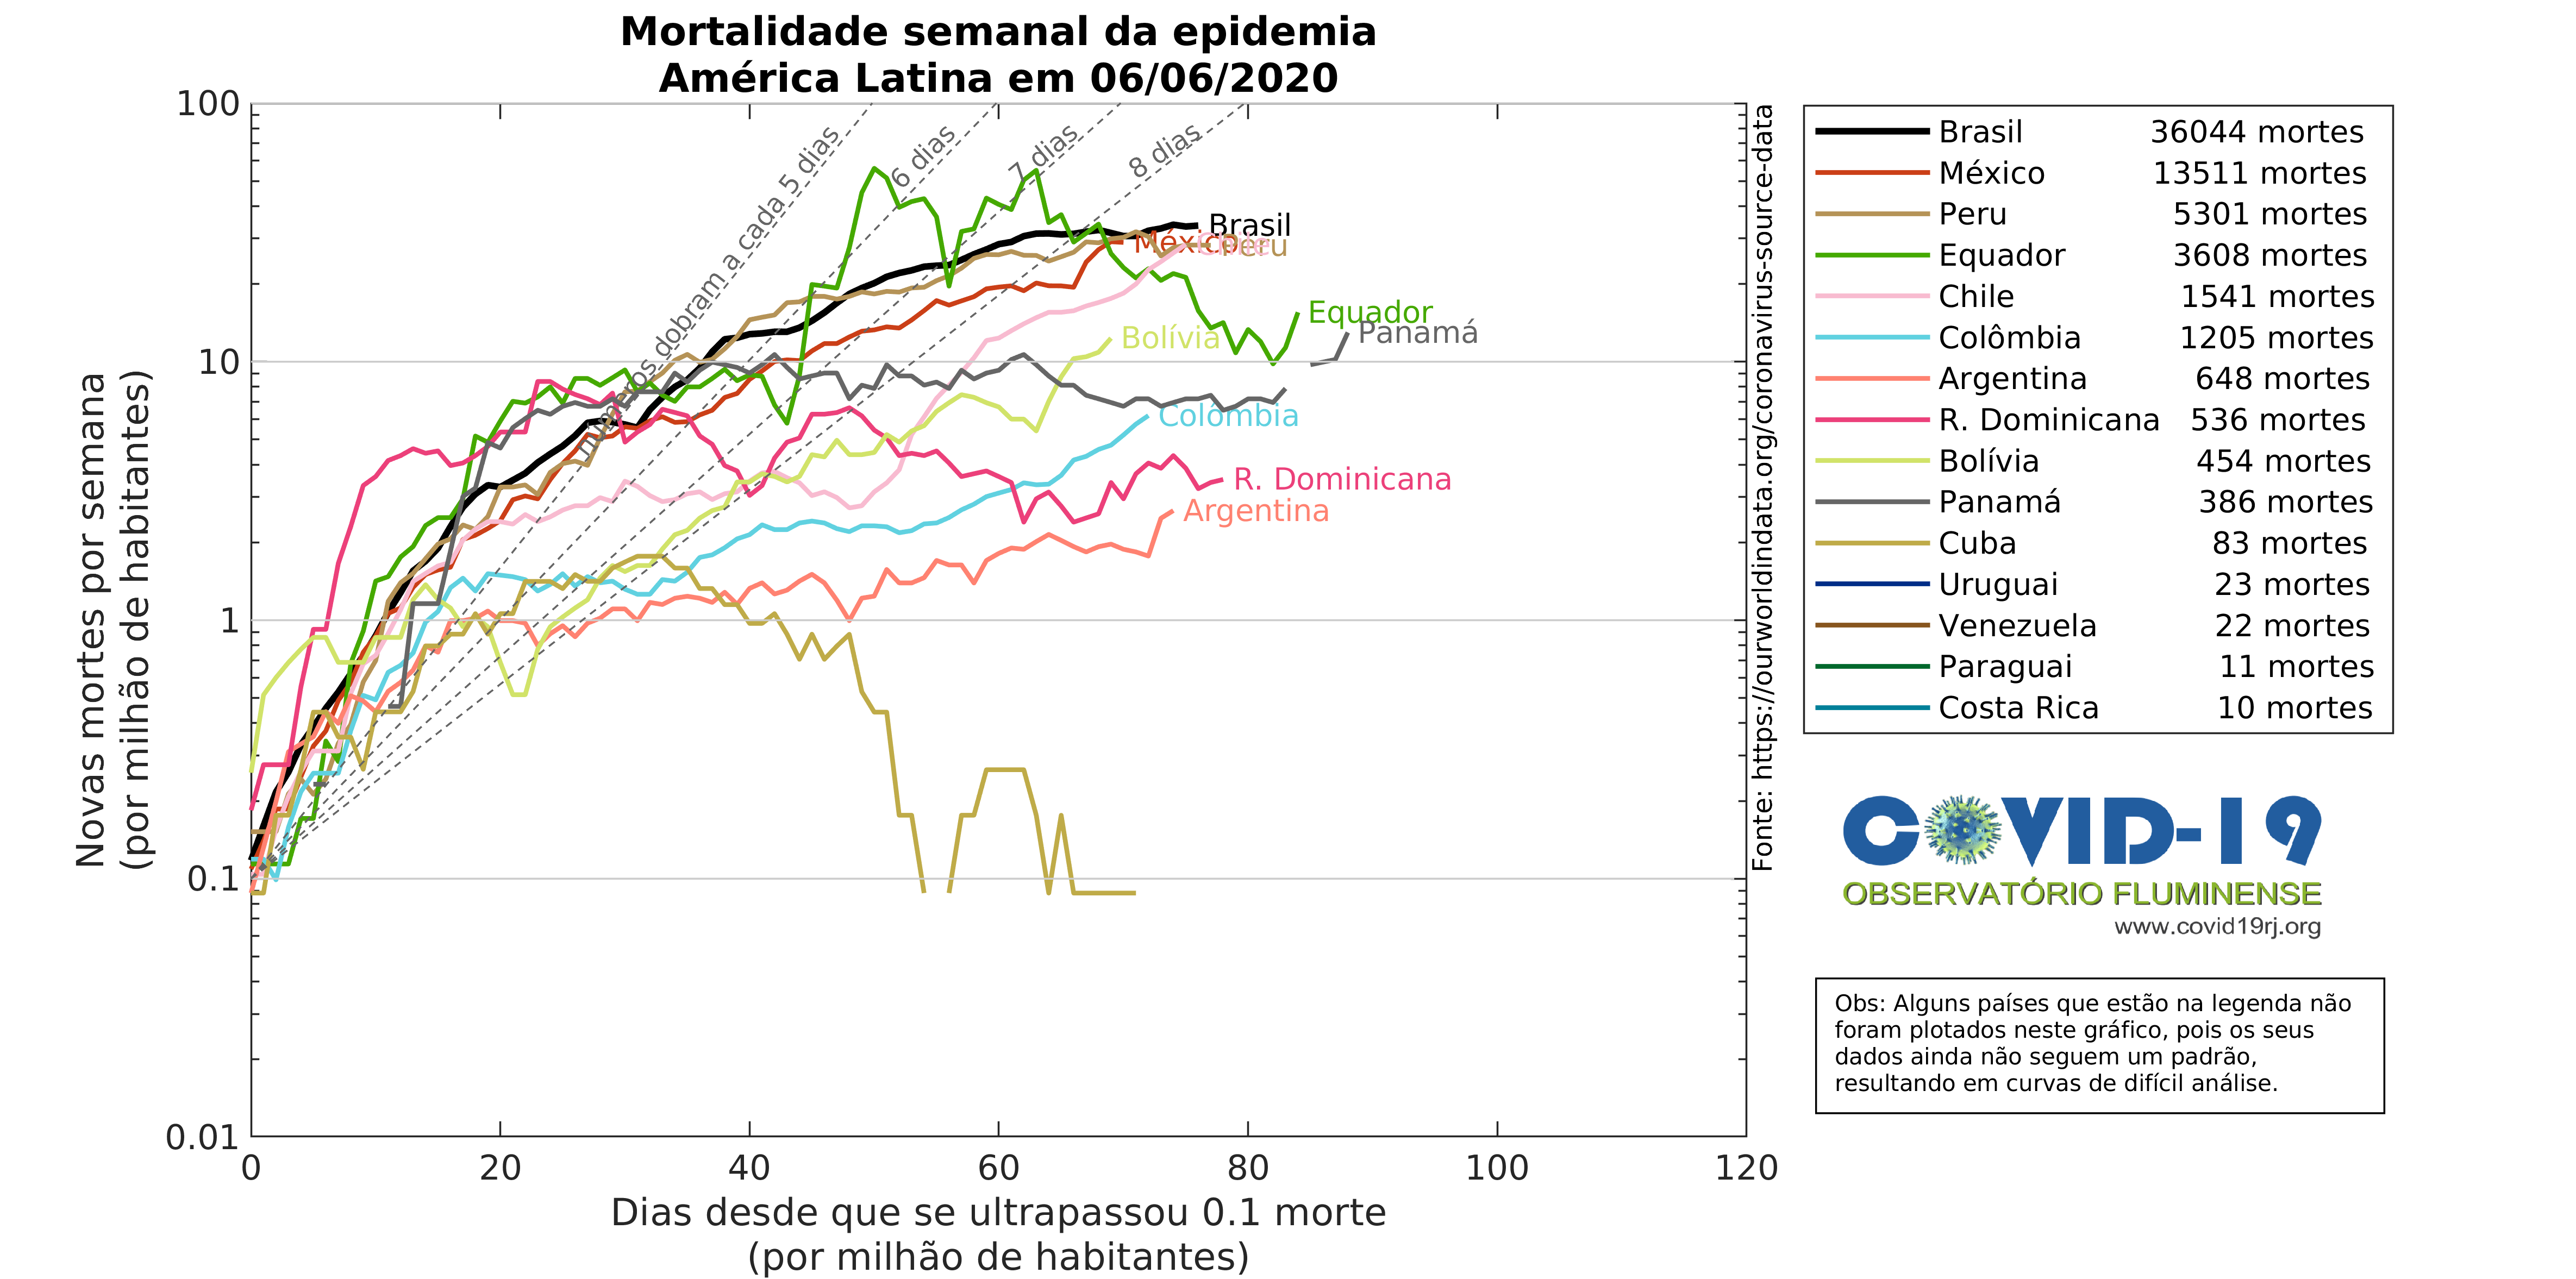 Mortalidade semanal da epidemia
América Latina em 06/06/2020
Novas mortes por semana
(por milhão de habitantes)
100
10
1
0.1
0.01
0
20
40
60
80
100
120
Dias desde que se ultrapassou 0.1 morte
(por milhão de habitantes)
números dobram a cada 5 dias
6 dias
7 dias
8 dias
Brasil
México
Chile
Peru
Equador
Panamá
Bolívia
Colômbia
R. Dominicana
Argentina
Fonte: https://ourworldindata.org/coronavirus-source-data
Brasil 36044 mortes
México 13511 mortes
Peru 5301 mortes
Equador 3608 mortes
Chile 1541 mortes
Colômbia 1205 mortes
Argentina 648 mortes
R. Dominicana 536 mortes
Bolívia 454 mortes
Panamá 386 mortes
Cuba 83 mortes
Uruguai 23 mortes
Venezuela 22 mortes
Paraguai 11 mortes
Costa Rica 10 mortes
COVID-19
OBSERVATÓRIO FLUMINENSE
www.covid19rj.org
Obs: Alguns países que estão na legenda não
foram plotados neste gráfico, pois os seus
dados ainda não seguem um padrão,
resultando em curvas de difícil análise.